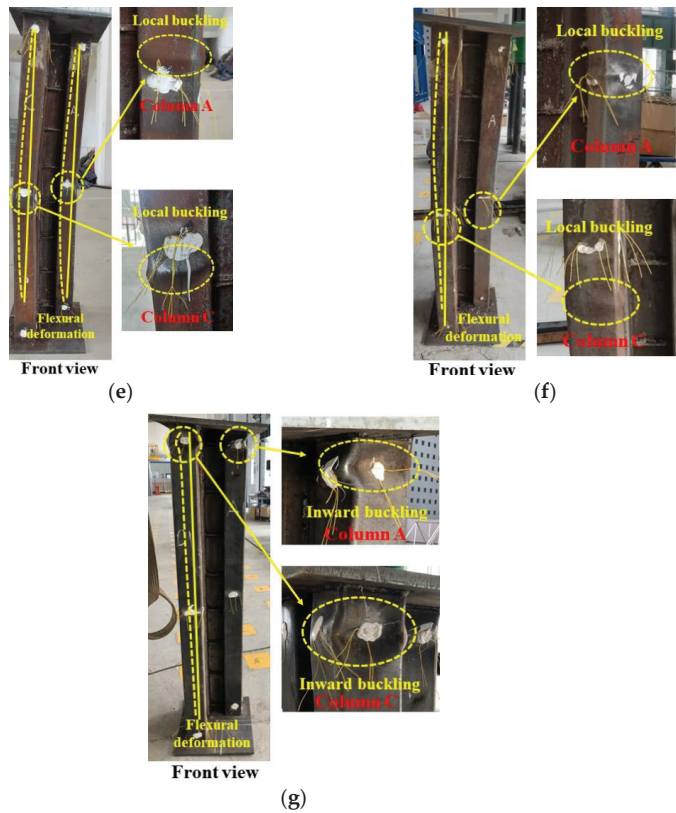 Local buckling
Column A
Local buckling
Column C
Flexural
deformation
Front view
(e)
Local buckling
Column A
A
Local buckling
Column C
Flexural
deformation
Front view
(f)
Inward buckling
Column A
Inward buckling
Column C
Flexural
deformation
Front view
(g)